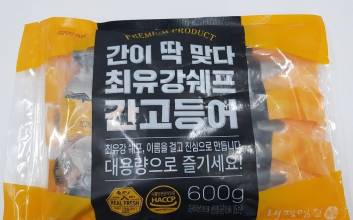 PREMIUM PRODUCT
간이 딱 맞다
최유강쉐프
간고등어
최유강 쉐프, 이름을 걸고 진심으로 만듭니다
대용량으로 즐기세요!
REAL FRESH
HACCP
600g